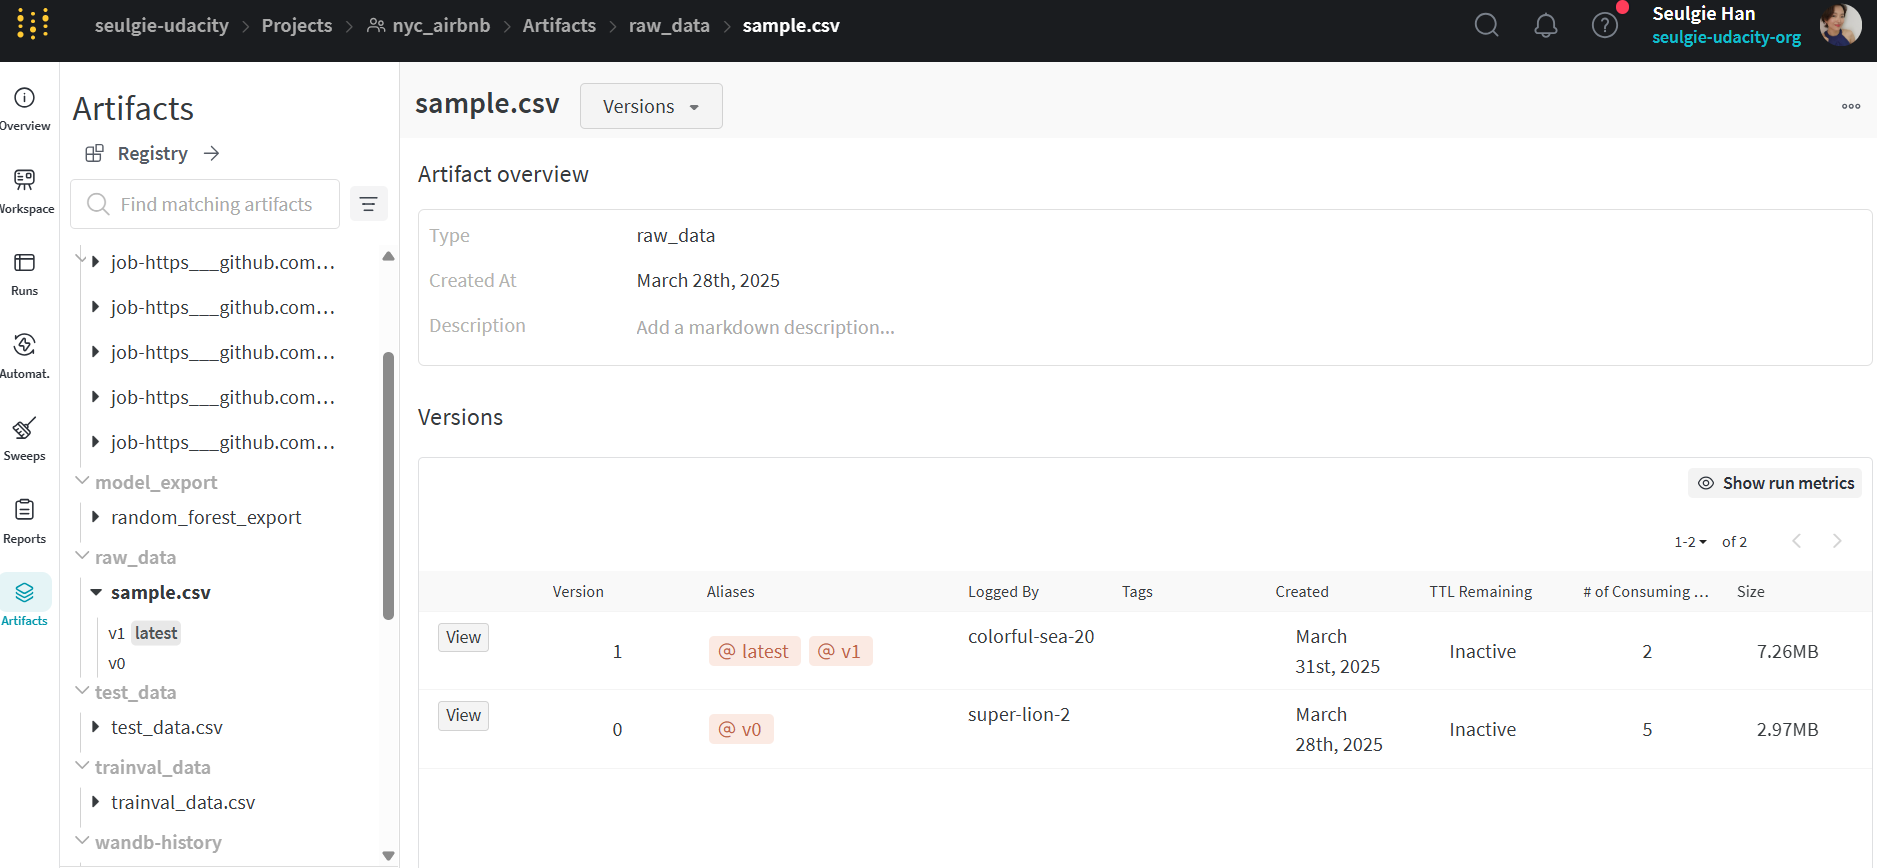 seulgie-udacity > Projects > nyc_airbnb > Artifacts > raw_data > sample.csv
Seulgie Han
seulgie-udacity-org
Overview
Workspace
Runs
Automat.
Sweeps
Reports
Artifacts
Artifacts
Registry →
Find matching artifacts
job-https___github.com...
job-https___github.com...
job-https___github.com...
job-https___github.com...
job-https___github.com...
model_export
random_forest_export
raw_data
sample.csv
v1 latest
v0
test_data
test_data.csv
trainval_data
trainval_data.csv
wandb-history
sample.csv Versions
Artifact overview
Type raw_data
Created At March 28th, 2025
Description Add a markdown description...
Versions
Show run metrics
1-2 of 2
Version Aliases Logged By Tags Created TTL Remaining # of Consuming ... Size
View 1 @ latest @ v1 colorful-sea-20 March 31st, 2025 Inactive 2 7.26MB
View 0 @ v0 super-lion-2 March 28th, 2025 Inactive 5 2.97MB